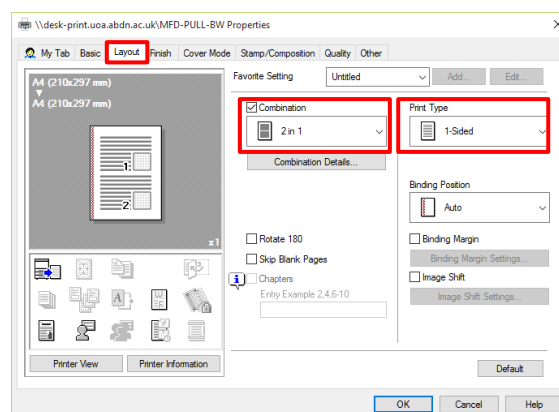 \\desk-print.uoa.abdn.ac.uk\MFD-PULL-BW Properties
My Tab Basic Layout Finish Cover Mode Stamp/Composition Quality Other
A4 (210x297 mm)
A4 (210x297 mm)
1
2
x1
Printer View Printer Information
Favorite Setting Untitled Add... Edit...
Combination
2 in 1
Combination Details...
Rotate 180
Skip Blank Pages
Chapters
Entry Example 2,4,6-10
Print Type
1-Sided
Binding Position
Auto
Binding Margin
Binding Margin Settings...
Image Shift
Image Shift Settings...
Default
OK Cancel Help